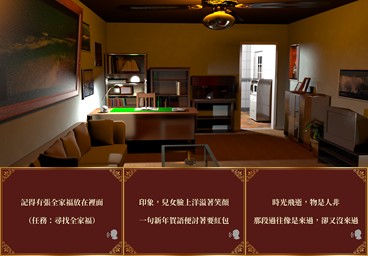 記得有張全家福放在裡面
（任務：尋找全家福）
印象，兒女臉上洋溢著笑顏
一句新年賀語便討著要紅包
時光飛逝，物是人非
那段過往像是來過，卻又沒來過